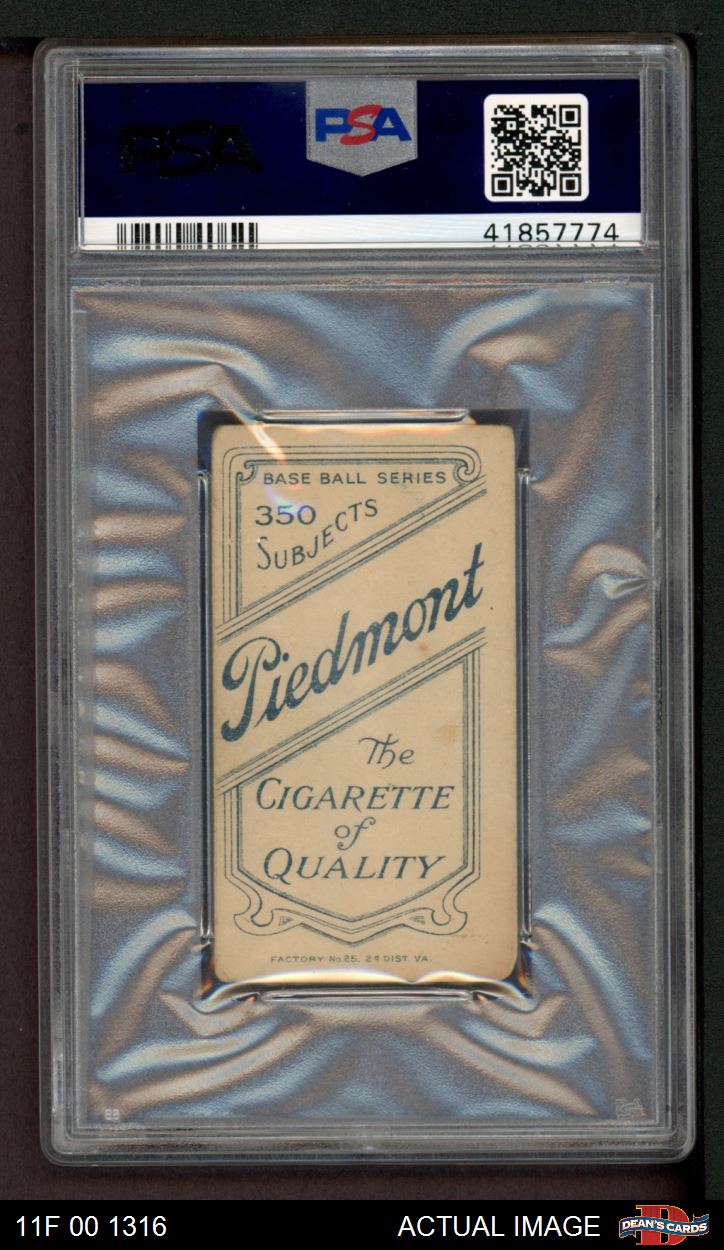 PSA
PSA
41857774
BASE BALL SERIES
350
SUBJECTS
Piedmont
The
CIGARETTE
of
QUALITY
FACTORY No. 25, 2d DIST. VA.
11F 00 1316
ACTUAL IMAGE
DEAN'S CARDS